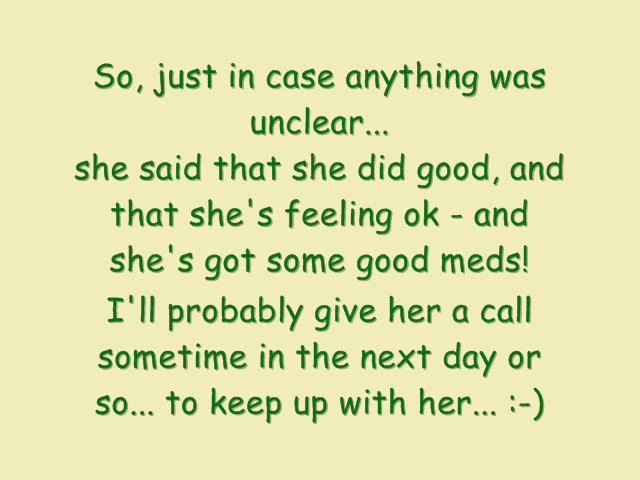 So, just in case anything was
unclear...
she said that she did good, and
that she's feeling ok - and
she's got some good meds!
I'll probably give her a call
sometime in the next day or
so... to keep up with her... :-)